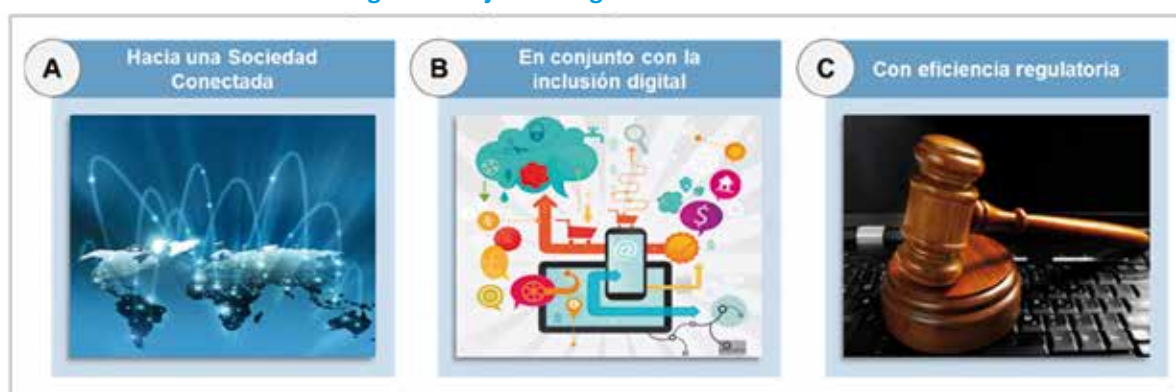 A
Hacia una Sociedad
Conectada
B
En conjunto con la
inclusión digital
C
Con eficiencia regulatoria
@
$